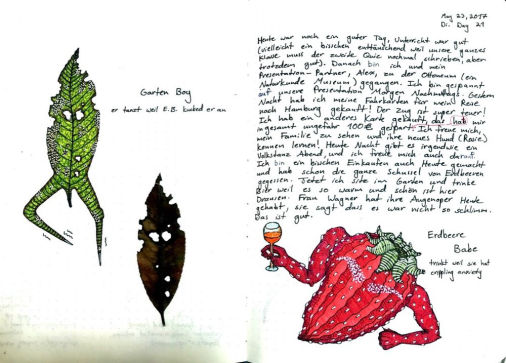 Garten Bog
er tanzt weil E.B. bucked er an
May 23, 2017
Di. Day 21
Heute war noch ein guter Tag, Unterricht war gut
(vielleicht ein bisschen enttäuschend weil unsere ganzes
Klasse muss der zweite Quiz nochmal schrieben, aber
trotzdem gut). Danach bin ich und mein
Presentation-Partner, Alexi, zu der Ottoneum (ein
Naturkunde Museum) gegangen. Ich bin gespannt
auf unsere Presentation Morgen Nachmittag. Gestern
Nacht hab ich meine Fahrkarten für mein Reise
nach Hamburg gekauft! Der Zug ist super teuer!
Ich hab ein anderes Karte gekauft, das hab mir
insgesamt ungefähr 100€ gespart. Ich freue mich,
mein Familie zu sehen und ihre neues Hund (Rosie)
kennen lernen! Heute Nacht gibt es irgendwie ein
Volkstanz Abend, und ich freue mich auch darauf.
Ich bin ein bisschen Einkaufen auch Heute gemacht
und hab schon die ganze Schüssel von Erdbeeren
gegessen. Jetzt ich sitze im Garten und trinke
Bier weil es so warm und schön ist hier
Draussen. Frau Wagner hat ihre Augenoper Heute
gehabt, sie sagt dass es war nicht so schlimm.
Das ist gut.
Erdbeere
Babe
trinkt weil sie hat
crippling anxiety